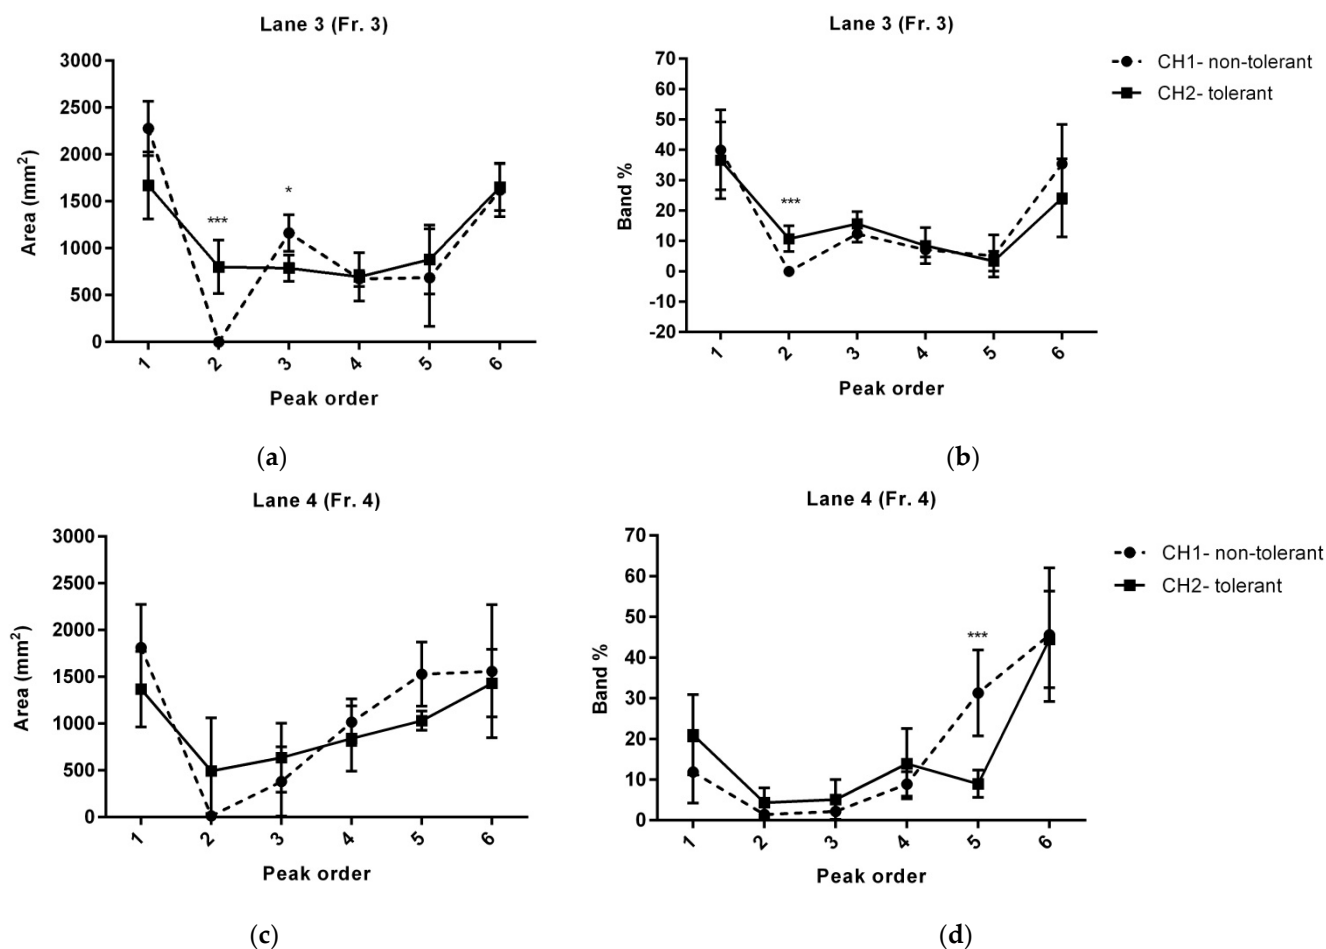 Lane 3 (Fr. 3)
Area (mm²)
3000
2500
2000
1500
1000
500
0
***
*
1 2 3 4 5 6
Peak order
(a)
Lane 3 (Fr. 3)
Band %
70
60
50
40
30
20
10
0
-10
-20
***
1 2 3 4 5 6
Peak order
CH1- non-tolerant
CH2- tolerant
(b)
Lane 4 (Fr. 4)
Area (mm²)
3000
2500
2000
1500
1000
500
0
1 2 3 4 5 6
Peak order
(c)
Lane 4 (Fr. 4)
Band %
70
60
50
40
30
20
10
0
***
1 2 3 4 5 6
Peak order
CH1- non-tolerant
CH2- tolerant
(d)